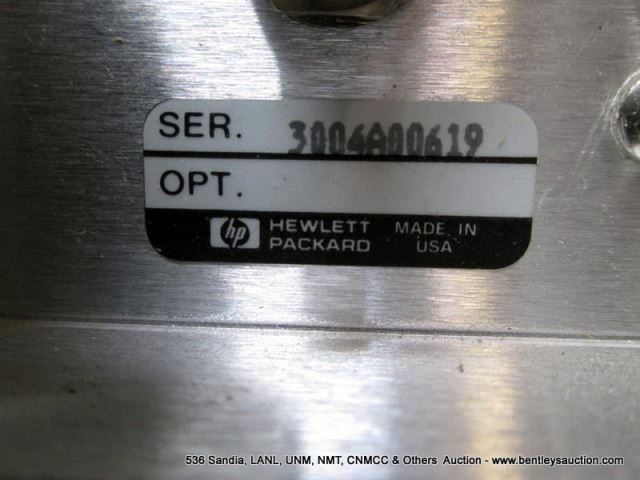 SER. 3004A00619
OPT.
hp HEWLETT PACKARD MADE IN USA
536 Sandia, LANL, UNM, NMT, CNMCC & Others Auction - www.bentleysauction.com